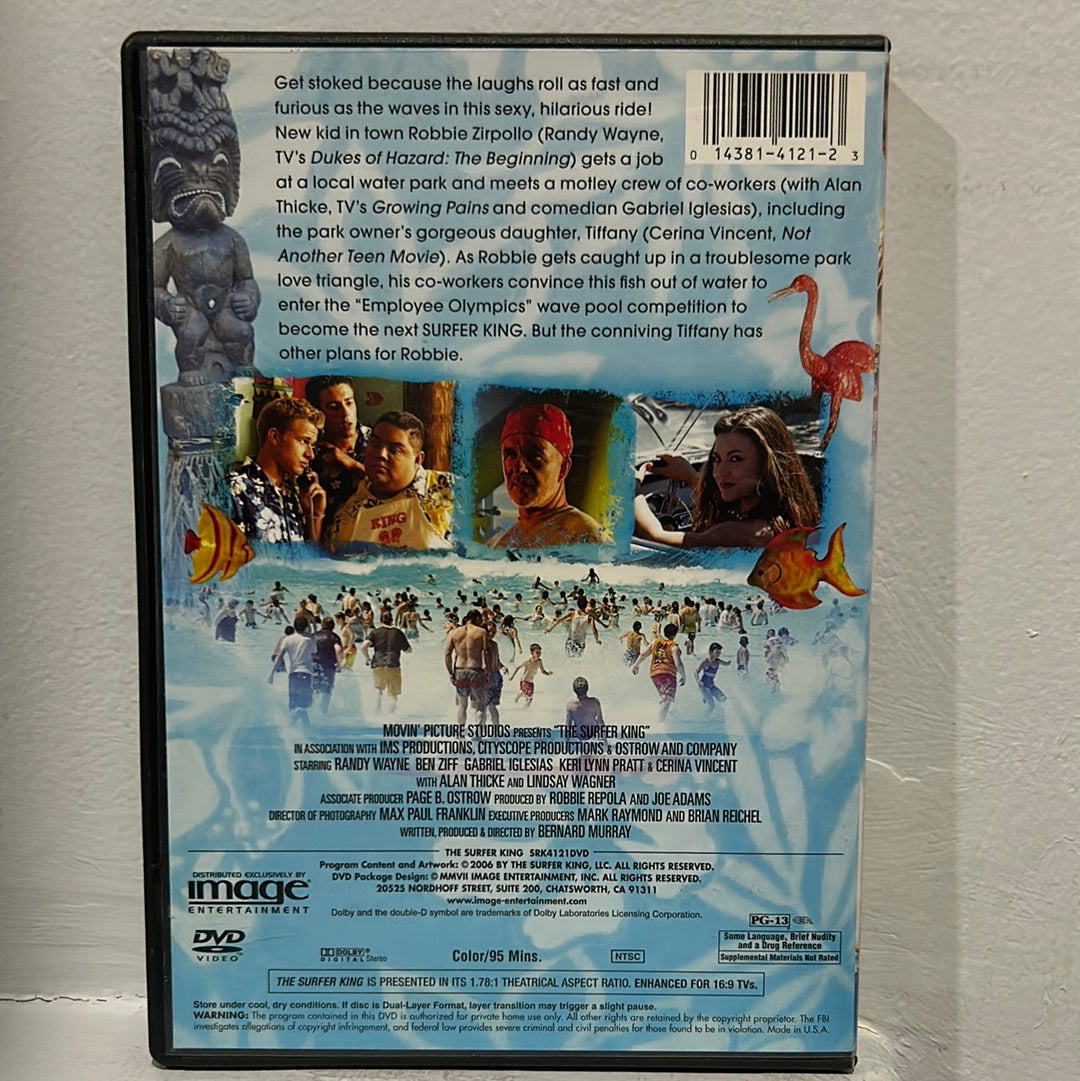 Get stoked because the laughs roll as fast and
furious as the waves in this sexy, hilarious ride!
New kid in town Robbie Zirpollo (Randy Wayne,
TV's Dukes of Hazard: The Beginning) gets a job
at a local water park and meets a motley crew of co-workers (with Alan
Thicke, TV's Growing Pains and comedian Gabriel Iglesias), including
the park owner's gorgeous daughter, Tiffany (Cerina Vincent, Not
Another Teen Movie). As Robbie gets caught up in a troublesome park
love triangle, his co-workers convince this fish out of water to
enter the "Employee Olympics" wave pool competition to
become the next SURFER KING. But the conniving Tiffany has
other plans for Robbie.
0 14381-4121-2 3
KING
MOVIN' PICTURE STUDIOS PRESENTS "THE SURFER KING"
IN ASSOCIATION WITH IMS PRODUCTIONS, CITYSCOPE PRODUCTIONS & OSTROW AND COMPANY
STARRING RANDY WAYNE BEN ZIFF GABRIEL IGLESIAS KERI LYNN PRATT & CERINA VINCENT
WITH ALAN THICKE AND LINDSAY WAGNER
ASSOCIATE PRODUCER PAGE B. OSTROW PRODUCED BY ROBBIE REPOLA AND JOE ADAMS
DIRECTOR OF PHOTOGRAPHY MAX PAUL FRANKLIN EXECUTIVE PRODUCERS MARK RAYMOND AND BRIAN REICHEL
WRITTEN, PRODUCED & DIRECTED BY BERNARD MURRAY
THE SURFER KING SRK4121DVD
Program Content and Artwork: © 2006 BY THE SURFER KING, LLC. ALL RIGHTS RESERVED.
DVD Package Design: © MMVII IMAGE ENTERTAINMENT, INC. ALL RIGHTS RESERVED.
20525 NORDHOFF STREET, SUITE 200, CHATSWORTH, CA 91311
www.image-entertainment.com
Dolby and the double-D symbol are trademarks of Dolby Laboratories Licensing Corporation.
DISTRIBUTED EXCLUSIVELY BY
image
ENTERTAINMENT
PG-13
Some Language, Brief Nudity
and a Drug Reference
Supplemental Materials Not Rated
DVD
VIDEO
DOLBY
DIGITAL Stereo
Color/95 Mins.
NTSC
THE SURFER KING IS PRESENTED IN ITS 1.78:1 THEATRICAL ASPECT RATIO. ENHANCED FOR 16:9 TVs.
Store under cool, dry conditions. If disc is Dual-Layer Format, layer transition may trigger a slight pause.
WARNING: The program contained in this DVD is authorized for private home use only. All other rights are retained by the copyright proprietor. The FBI
investigates allegations of copyright infringement, and federal law provides severe criminal and civil penalties for those found to be in violation. Made in U.S.A.